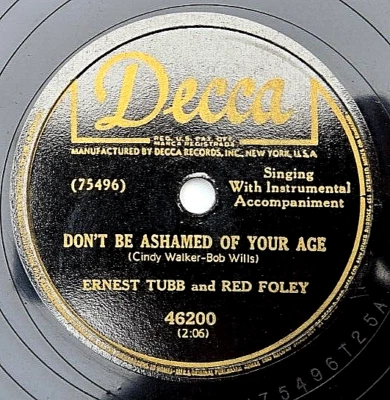 Decca
REG. U.S. PAT. OFF.
MARCA REGISTRADA
MANUFACTURED BY DECCA RECORDS, INC., NEW YORK, U.S.A.
Singing
(75496) With Instrumental
Accompaniment
DON'T BE ASHAMED OF YOUR AGE
(Cindy Walker-Bob Wills)
ERNEST TUBB and RED FOLEY
46200
(2:06)
75496T25A